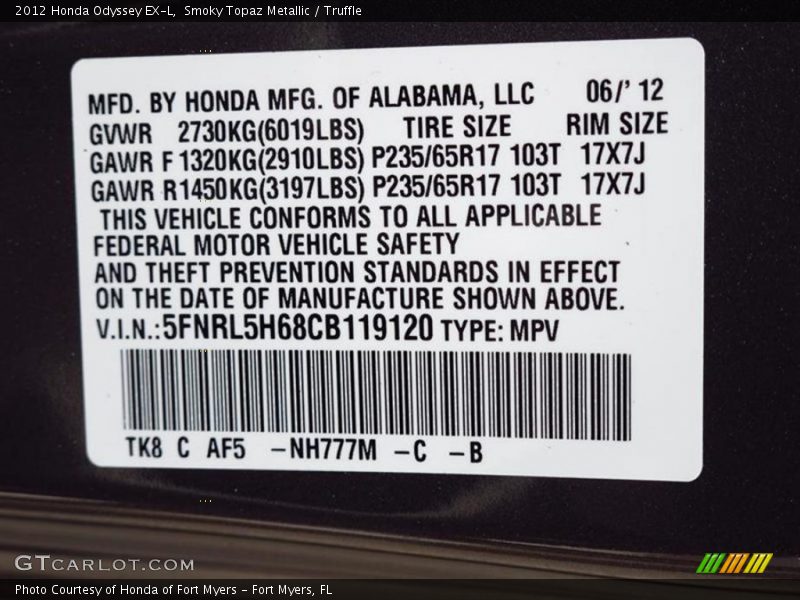 2012 Honda Odyssey EX-L, Smoky Topaz Metallic / Truffle
MFD. BY HONDA MFG. OF ALABAMA, LLC 06/' 12
GVWR 2730KG(6019LBS) TIRE SIZE RIM SIZE
GAWR F 1320KG(2910LBS) P235/65R17 103T 17X7J
GAWR R 1450KG(3197LBS) P235/65R17 103T 17X7J
THIS VEHICLE CONFORMS TO ALL APPLICABLE
FEDERAL MOTOR VEHICLE SAFETY
AND THEFT PREVENTION STANDARDS IN EFFECT
ON THE DATE OF MANUFACTURE SHOWN ABOVE.
V.I.N.:5FNRL5H68CB119120 TYPE: MPV
TK8 C AF5 -NH777M -C -B
GTCARLOT.COM
Photo Courtesy of Honda of Fort Myers - Fort Myers, FL